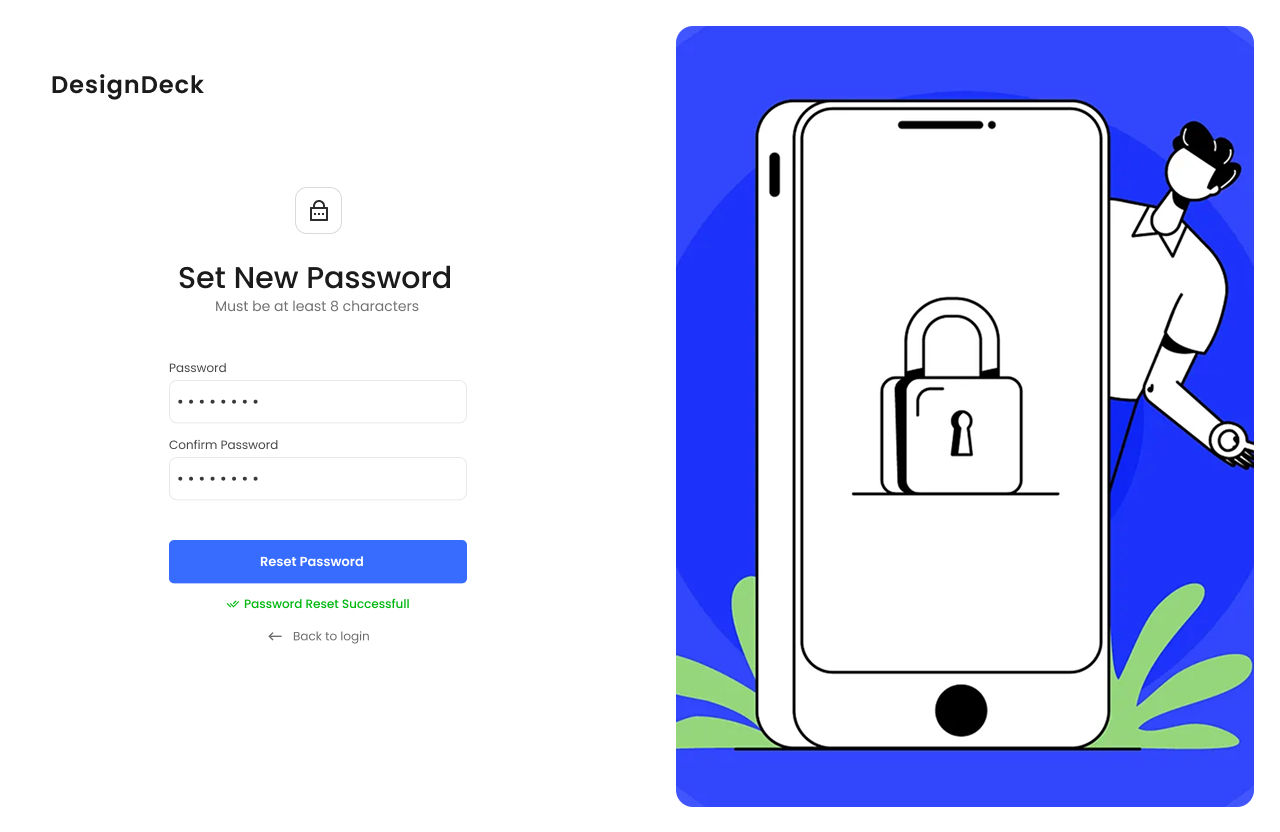 DesignDeck
Set New Password
Must be at least 8 characters
Password
••••••••
Confirm Password
••••••••
Reset Password
Password Reset Successfull
Back to login